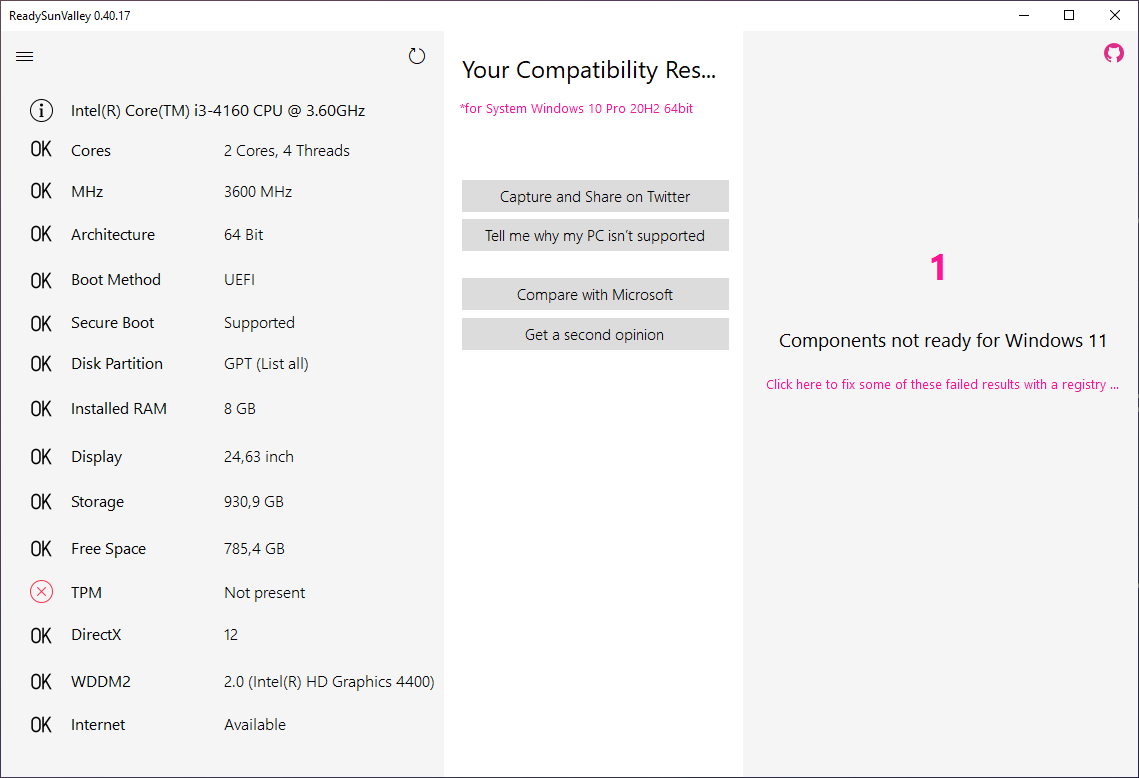 ReadySunValley 0.40.17
Intel(R) Core(TM) i3-4160 CPU @ 3.60GHz
OK Cores 2 Cores, 4 Threads
OK MHz 3600 MHz
OK Architecture 64 Bit
OK Boot Method UEFI
OK Secure Boot Supported
OK Disk Partition GPT (List all)
OK Installed RAM 8 GB
OK Display 24,63 inch
OK Storage 930,9 GB
OK Free Space 785,4 GB
TPM Not present
OK DirectX 12
OK WDDM2 2.0 (Intel(R) HD Graphics 4400)
OK Internet Available
Your Compatibility Res...
*for System Windows 10 Pro 20H2 64bit
Capture and Share on Twitter
Tell me why my PC isn't supported
Compare with Microsoft
Get a second opinion
1
Components not ready for Windows 11
Click here to fix some of these failed results with a registry ...